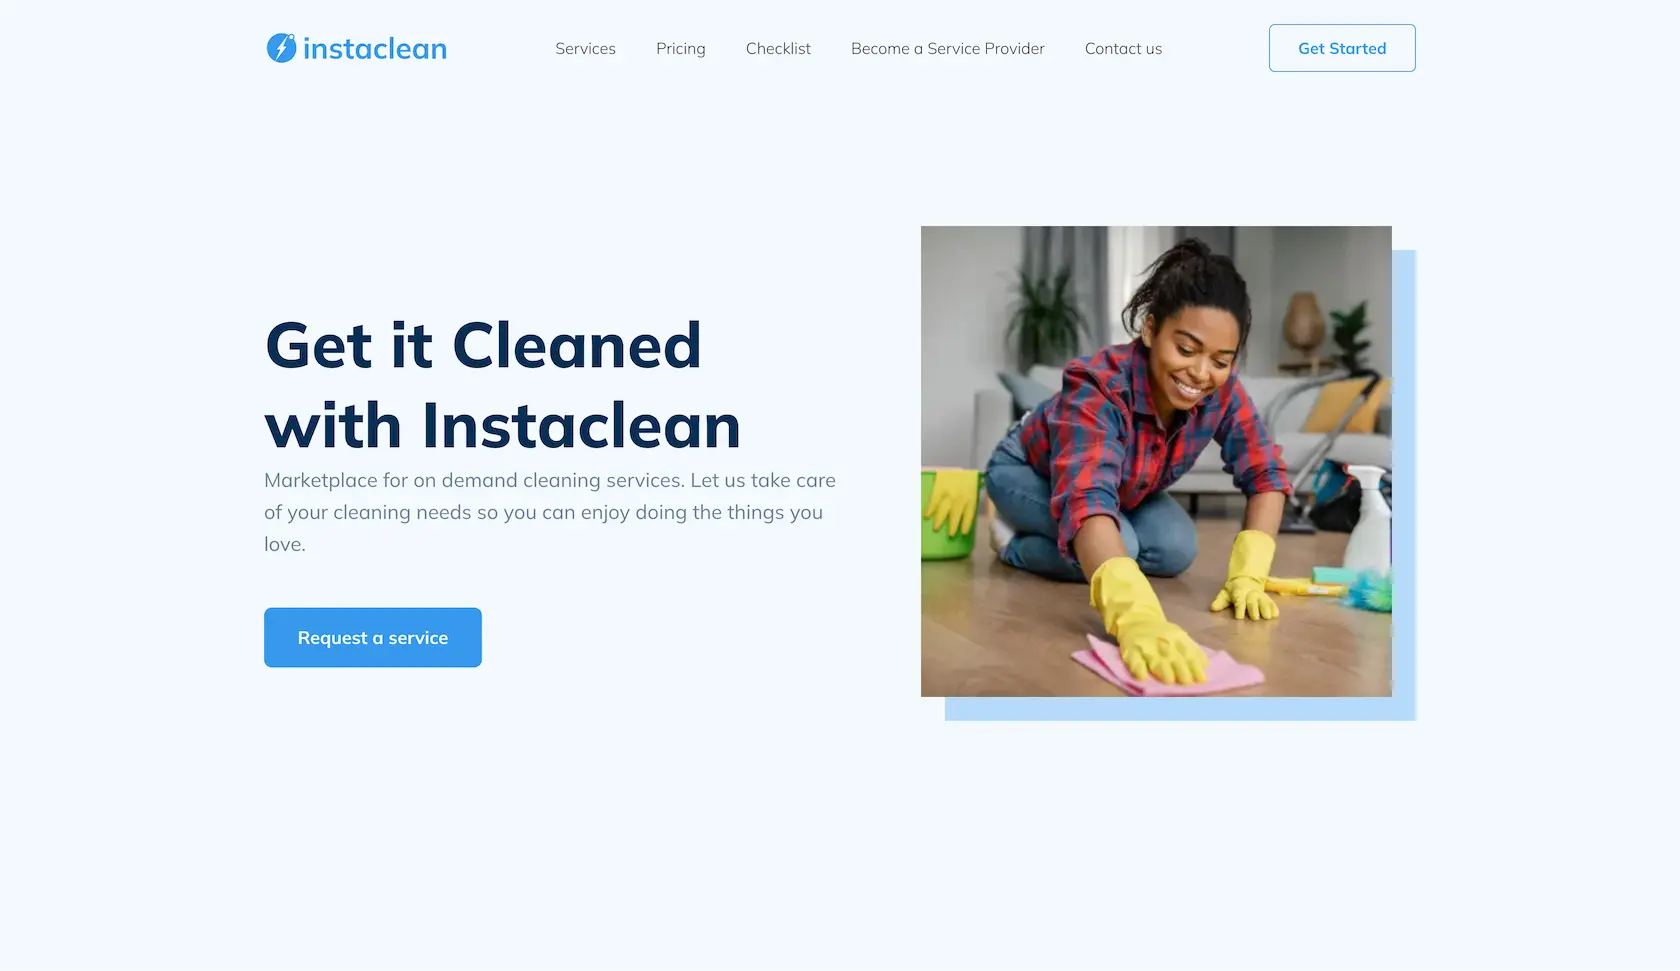 instaclean
Services
Pricing
Checklist
Become a Service Provider
Contact us
Get Started
Get it Cleaned
with Instaclean
Marketplace for on demand cleaning services. Let us take care
of your cleaning needs so you can enjoy doing the things you
love.
Request a service